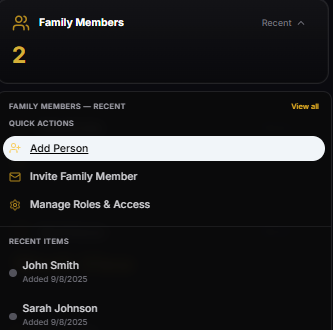 Family Members
Recent
2
FAMILY MEMBERS — RECENT
View all
QUICK ACTIONS
Add Person
Invite Family Member
Manage Roles & Access
RECENT ITEMS
John Smith
Added 9/8/2025
Sarah Johnson
Added 9/8/2025